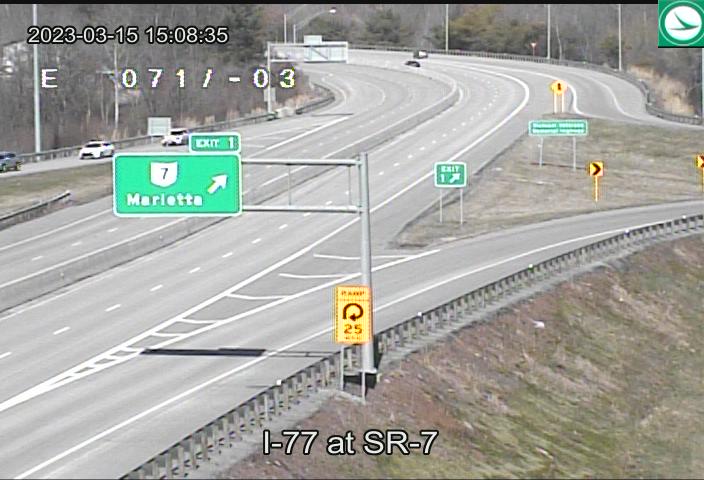 2023-03-15 15:08:35
E 071/-03
EXIT 1
7
Marietta
EXIT
1
RAMP
25
I-77 at SR-7